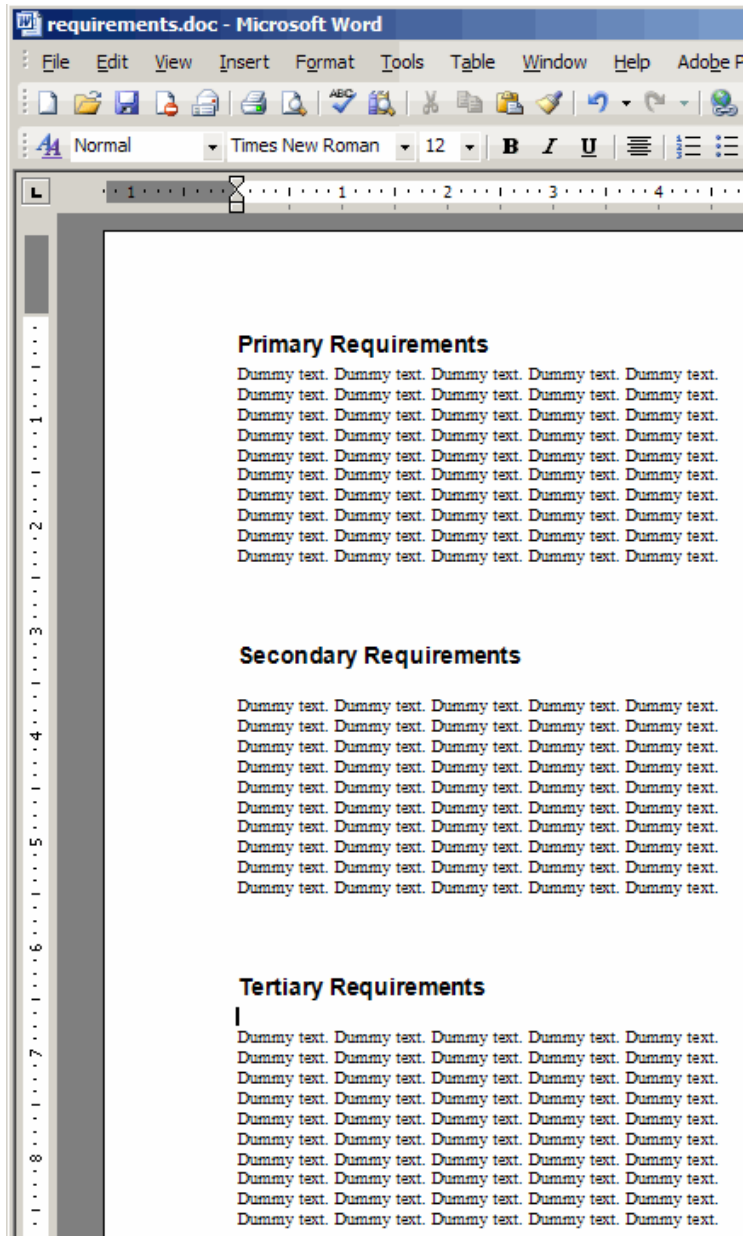 requirements.doc - Microsoft Word
File Edit View Insert Format Tools Table Window Help Adobe P
ABC
Normal Times New Roman 12 B I U
L 1 1 2 3 4
Primary Requirements
Dummy text. Dummy text. Dummy text. Dummy text. Dummy text.
Dummy text. Dummy text. Dummy text. Dummy text. Dummy text.
Dummy text. Dummy text. Dummy text. Dummy text. Dummy text.
1
Dummy text. Dummy text. Dummy text. Dummy text. Dummy text.
Dummy text. Dummy text. Dummy text. Dummy text. Dummy text.
Dummy text. Dummy text. Dummy text. Dummy text. Dummy text.
Dummy text. Dummy text. Dummy text. Dummy text. Dummy text.
Dummy text. Dummy text. Dummy text. Dummy text. Dummy text.
2
Dummy text. Dummy text. Dummy text. Dummy text. Dummy text.
Dummy text. Dummy text. Dummy text. Dummy text. Dummy text.
3
Secondary Requirements
Dummy text. Dummy text. Dummy text. Dummy text. Dummy text.
Dummy text. Dummy text. Dummy text. Dummy text. Dummy text.
4
Dummy text. Dummy text. Dummy text. Dummy text. Dummy text.
Dummy text. Dummy text. Dummy text. Dummy text. Dummy text.
Dummy text. Dummy text. Dummy text. Dummy text. Dummy text.
Dummy text. Dummy text. Dummy text. Dummy text. Dummy text.
Dummy text. Dummy text. Dummy text. Dummy text. Dummy text.
5
Dummy text. Dummy text. Dummy text. Dummy text. Dummy text.
Dummy text. Dummy text. Dummy text. Dummy text. Dummy text.
Dummy text. Dummy text. Dummy text. Dummy text. Dummy text.
6
Tertiary Requirements
Dummy text. Dummy text. Dummy text. Dummy text. Dummy text.
7
Dummy text. Dummy text. Dummy text. Dummy text. Dummy text.
Dummy text. Dummy text. Dummy text. Dummy text. Dummy text.
Dummy text. Dummy text. Dummy text. Dummy text. Dummy text.
Dummy text. Dummy text. Dummy text. Dummy text. Dummy text.
Dummy text. Dummy text. Dummy text. Dummy text. Dummy text.
8
Dummy text. Dummy text. Dummy text. Dummy text. Dummy text.
Dummy text. Dummy text. Dummy text. Dummy text. Dummy text.
Dummy text. Dummy text. Dummy text. Dummy text. Dummy text.
Dummy text. Dummy text. Dummy text. Dummy text. Dummy text.